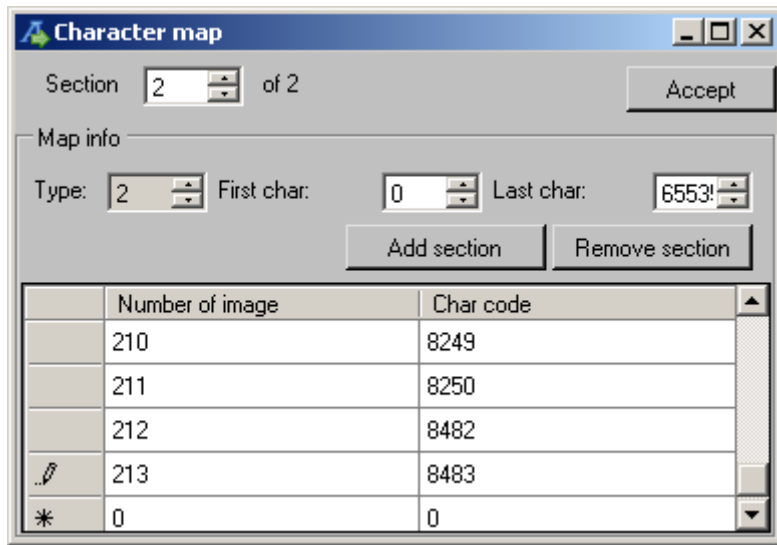 Character map
Section 2 of 2 Accept
Map info
Type: 2 First char: 0 Last char: 6553
Add section Remove section
Number of image Char code
210 8249
211 8250
212 8482
213 8483
0 0